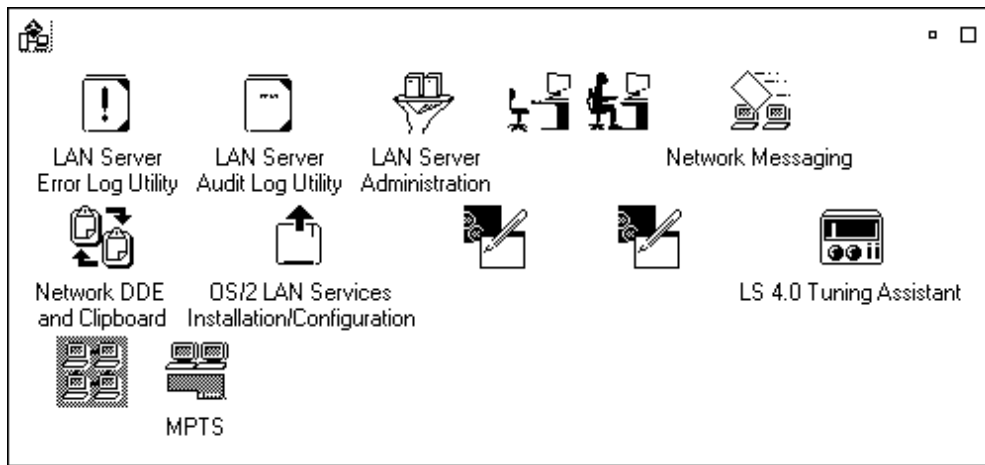 LAN Server
Error Log Utility
LAN Server
Audit Log Utility
LAN Server
Administration
Network Messaging
Network DDE
and Clipboard
OS/2 LAN Services
Installation/Configuration
LS 4.0 Tuning Assistant
MPTS